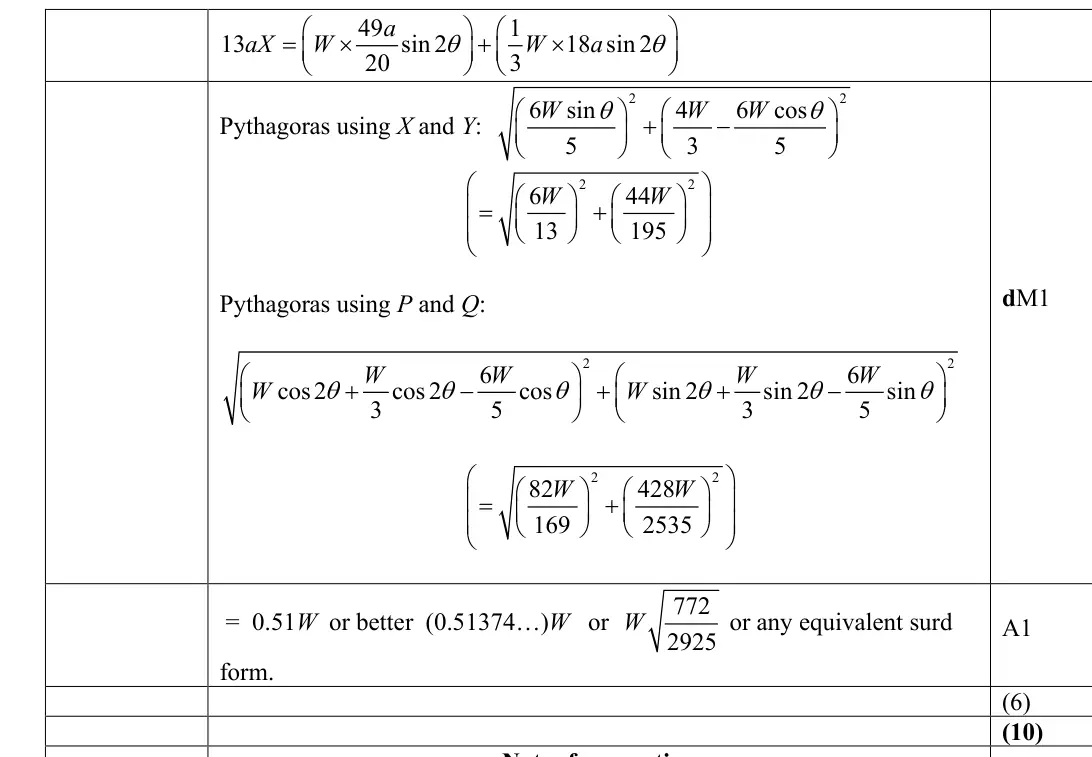 13aX = (W × 49a/20 sin 2θ) + (1/3 W × 18a sin 2θ)
Pythagoras using X and Y: √((6W sin θ/5)² + (4W/3 − 6W cos θ/5)²)
(= √((6W/13)² + (44W/195)²))
Pythagoras using P and Q:
dM1
√((W cos 2θ + W/3 cos 2θ − 6W/5 cos θ)² + (W sin 2θ + W/3 sin 2θ − 6W/5 sin θ)²)
(= √((82W/169)² + (428W/2535)²))
= 0.51W or better (0.51374…)W or W√(772/2925) or any equivalent surd
form.
A1
(6)
(10)